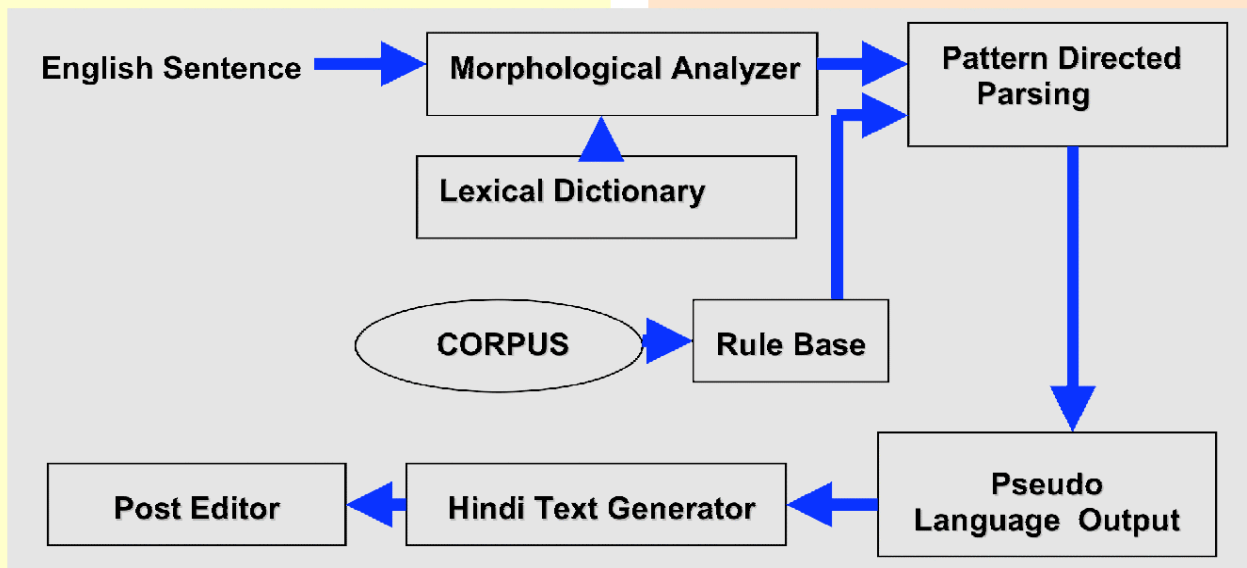 English Sentence
Morphological Analyzer
Pattern Directed
Parsing
Lexical Dictionary
CORPUS
Rule Base
Post Editor
Hindi Text Generator
Pseudo
Language Output